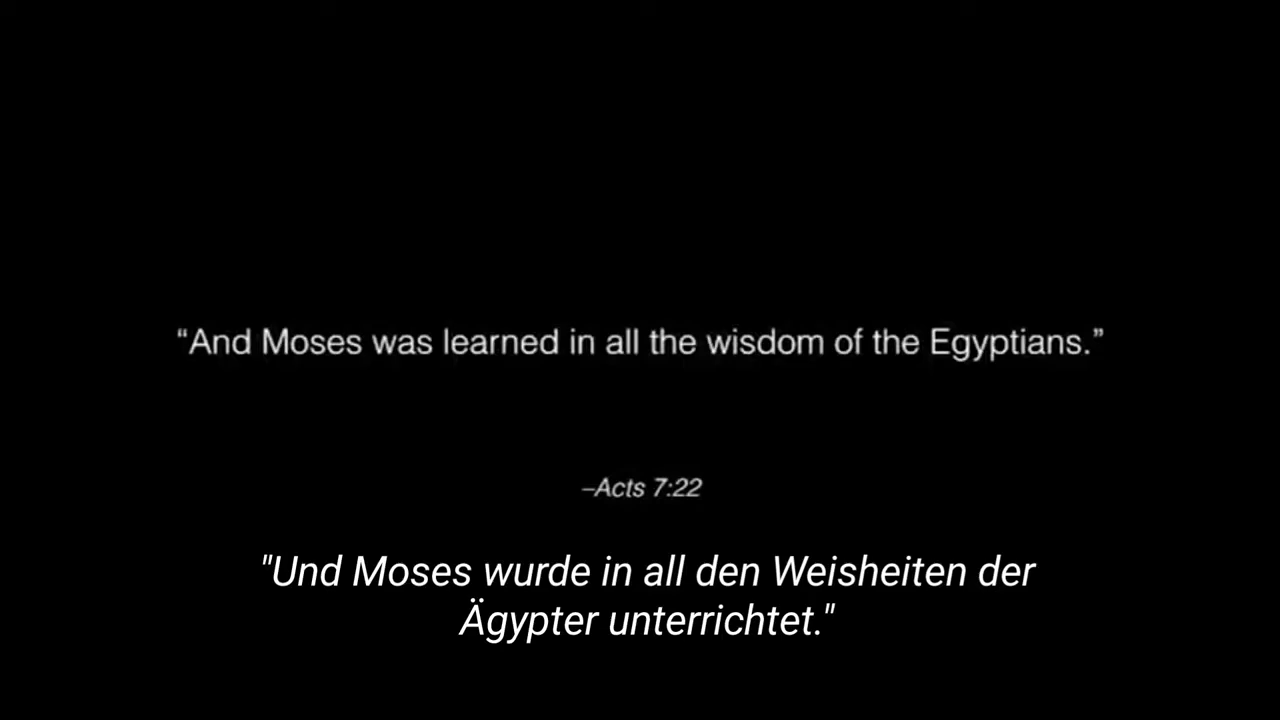 “And Moses was learned in all the wisdom of the Egyptians.”
–Acts 7:22
"Und Moses wurde in all den Weisheiten der
Ägypter unterrichtet."